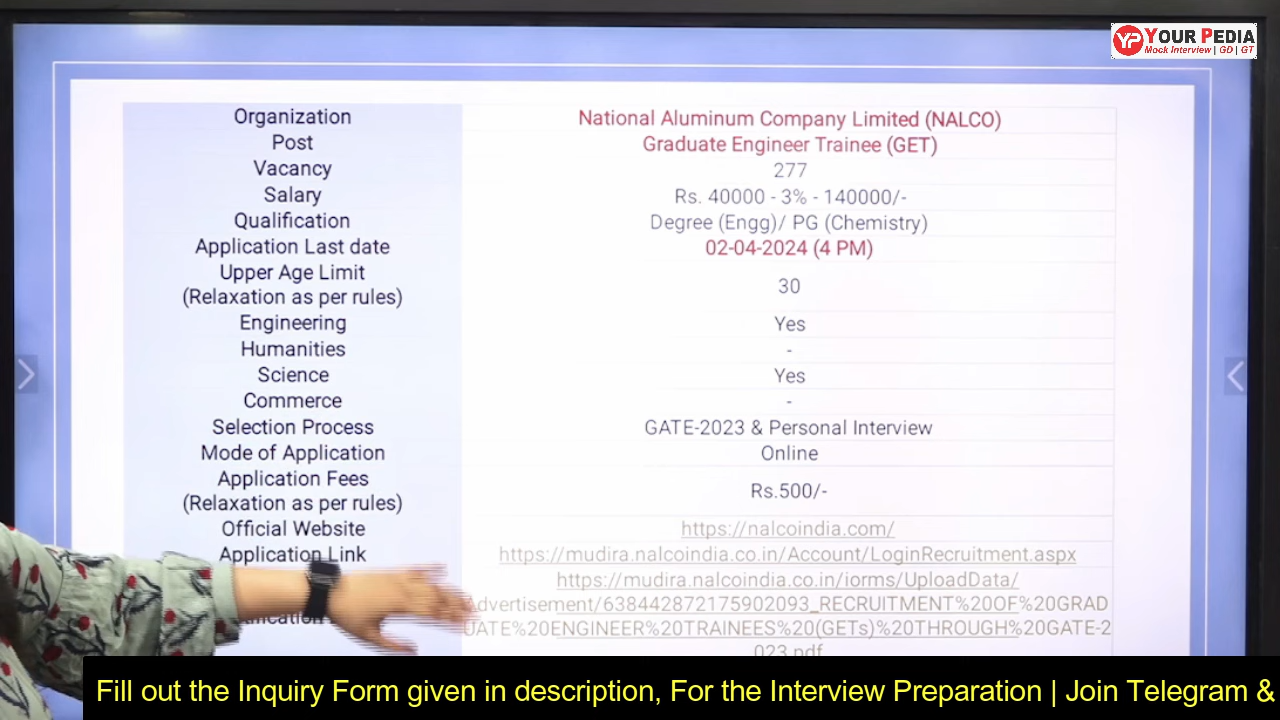 YOUR PEDIA
Mock Interview | GD | GT
Organization National Aluminum Company Limited (NALCO)
Post Graduate Engineer Trainee (GET)
Vacancy 277
Salary Rs. 40000 - 3% - 140000/-
Qualification Degree (Engg)/ PG (Chemistry)
Application Last date 02-04-2024 (4 PM)
Upper Age Limit
(Relaxation as per rules) 30
Engineering Yes
Humanities -
Science Yes
Commerce -
Selection Process GATE-2023 & Personal Interview
Mode of Application Online
Application Fees
(Relaxation as per rules) Rs.500/-
Official Website https://nalcoindia.com/
Application Link https://mudira.nalcoindia.co.in/Account/LoginRecruitment.aspx
https://mudira.nalcoindia.co.in/iorms/UploadData/
dvertisement/638442872175902093_RECRUITMENT%20OF%20GRAD
UATE%20ENGINEER%20TRAINEES%20(GETs)%20THROUGH%20GATE-2
023.pdf
Fill out the Inquiry Form given in description, For the Interview Preparation | Join Telegram &